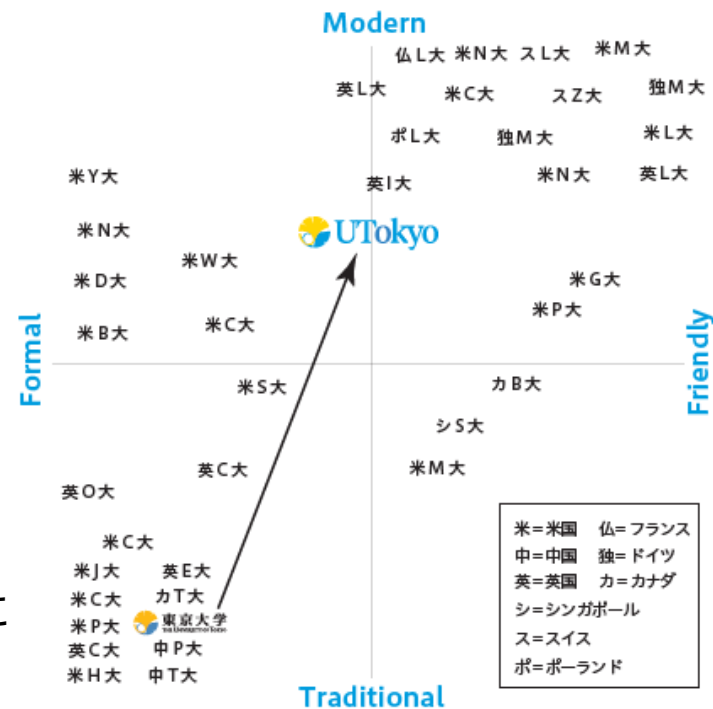 Modern
仏L大 米N大 スL大 米M大
英L大 米C大 スZ大 独M大
ポL大 独M大 米L大
米Y大 英I大 米N大 英L大
米N大 UTokyo
米W大
米D大 米G大
米P大
米B大 米C大
Formal
Friendly
米S大 カB大
シS大
英C大 米M大
英O大
米C大
米J大 英E大
米C大 カT大
に
米P大 東京大学
THE UNIVERSITY OF TOKYO
英C大 中P大
米H大 中T大
米=米国 仏=フランス
中=中国 独=ドイツ
英=英国 カ=カナダ
シ=シンガポール
ス=スイス
ポ=ポーランド
Traditional